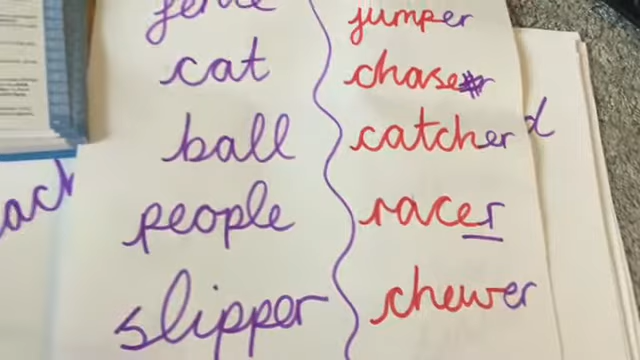 fence jumper
cat chaser
ball catcher
people racer
slipper chewer